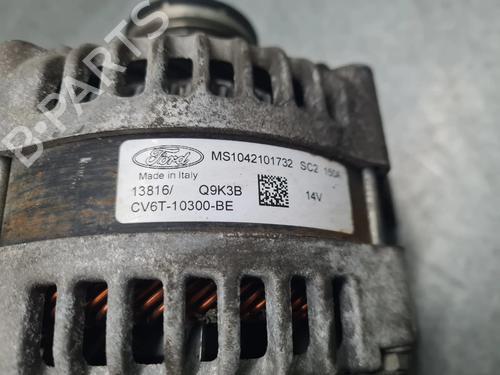 B-PARTS
Ford MS1042101732 SC2 150A
Made in Italy
13816/ Q9K3B 14V
CV6T-10300-BE